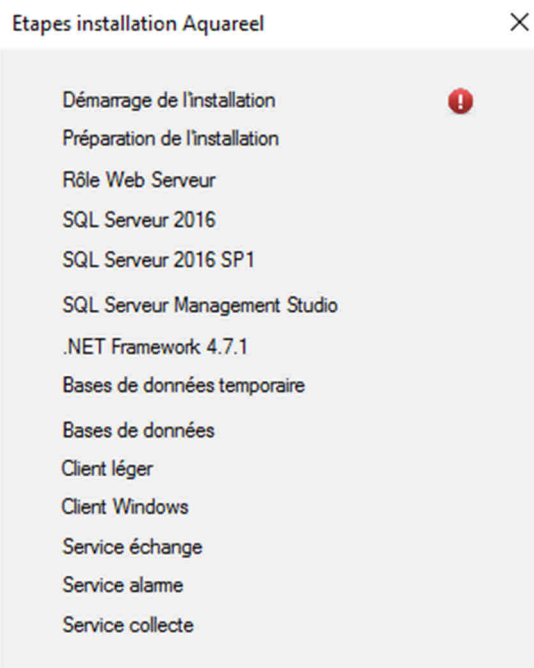 Etapes installation Aquareel
Démarrage de l'installation
Préparation de l'installation
Rôle Web Serveur
SQL Serveur 2016
SQL Serveur 2016 SP1
SQL Serveur Management Studio
.NET Framework 4.7.1
Bases de données temporaire
Bases de données
Client léger
Client Windows
Service échange
Service alarme
Service collecte